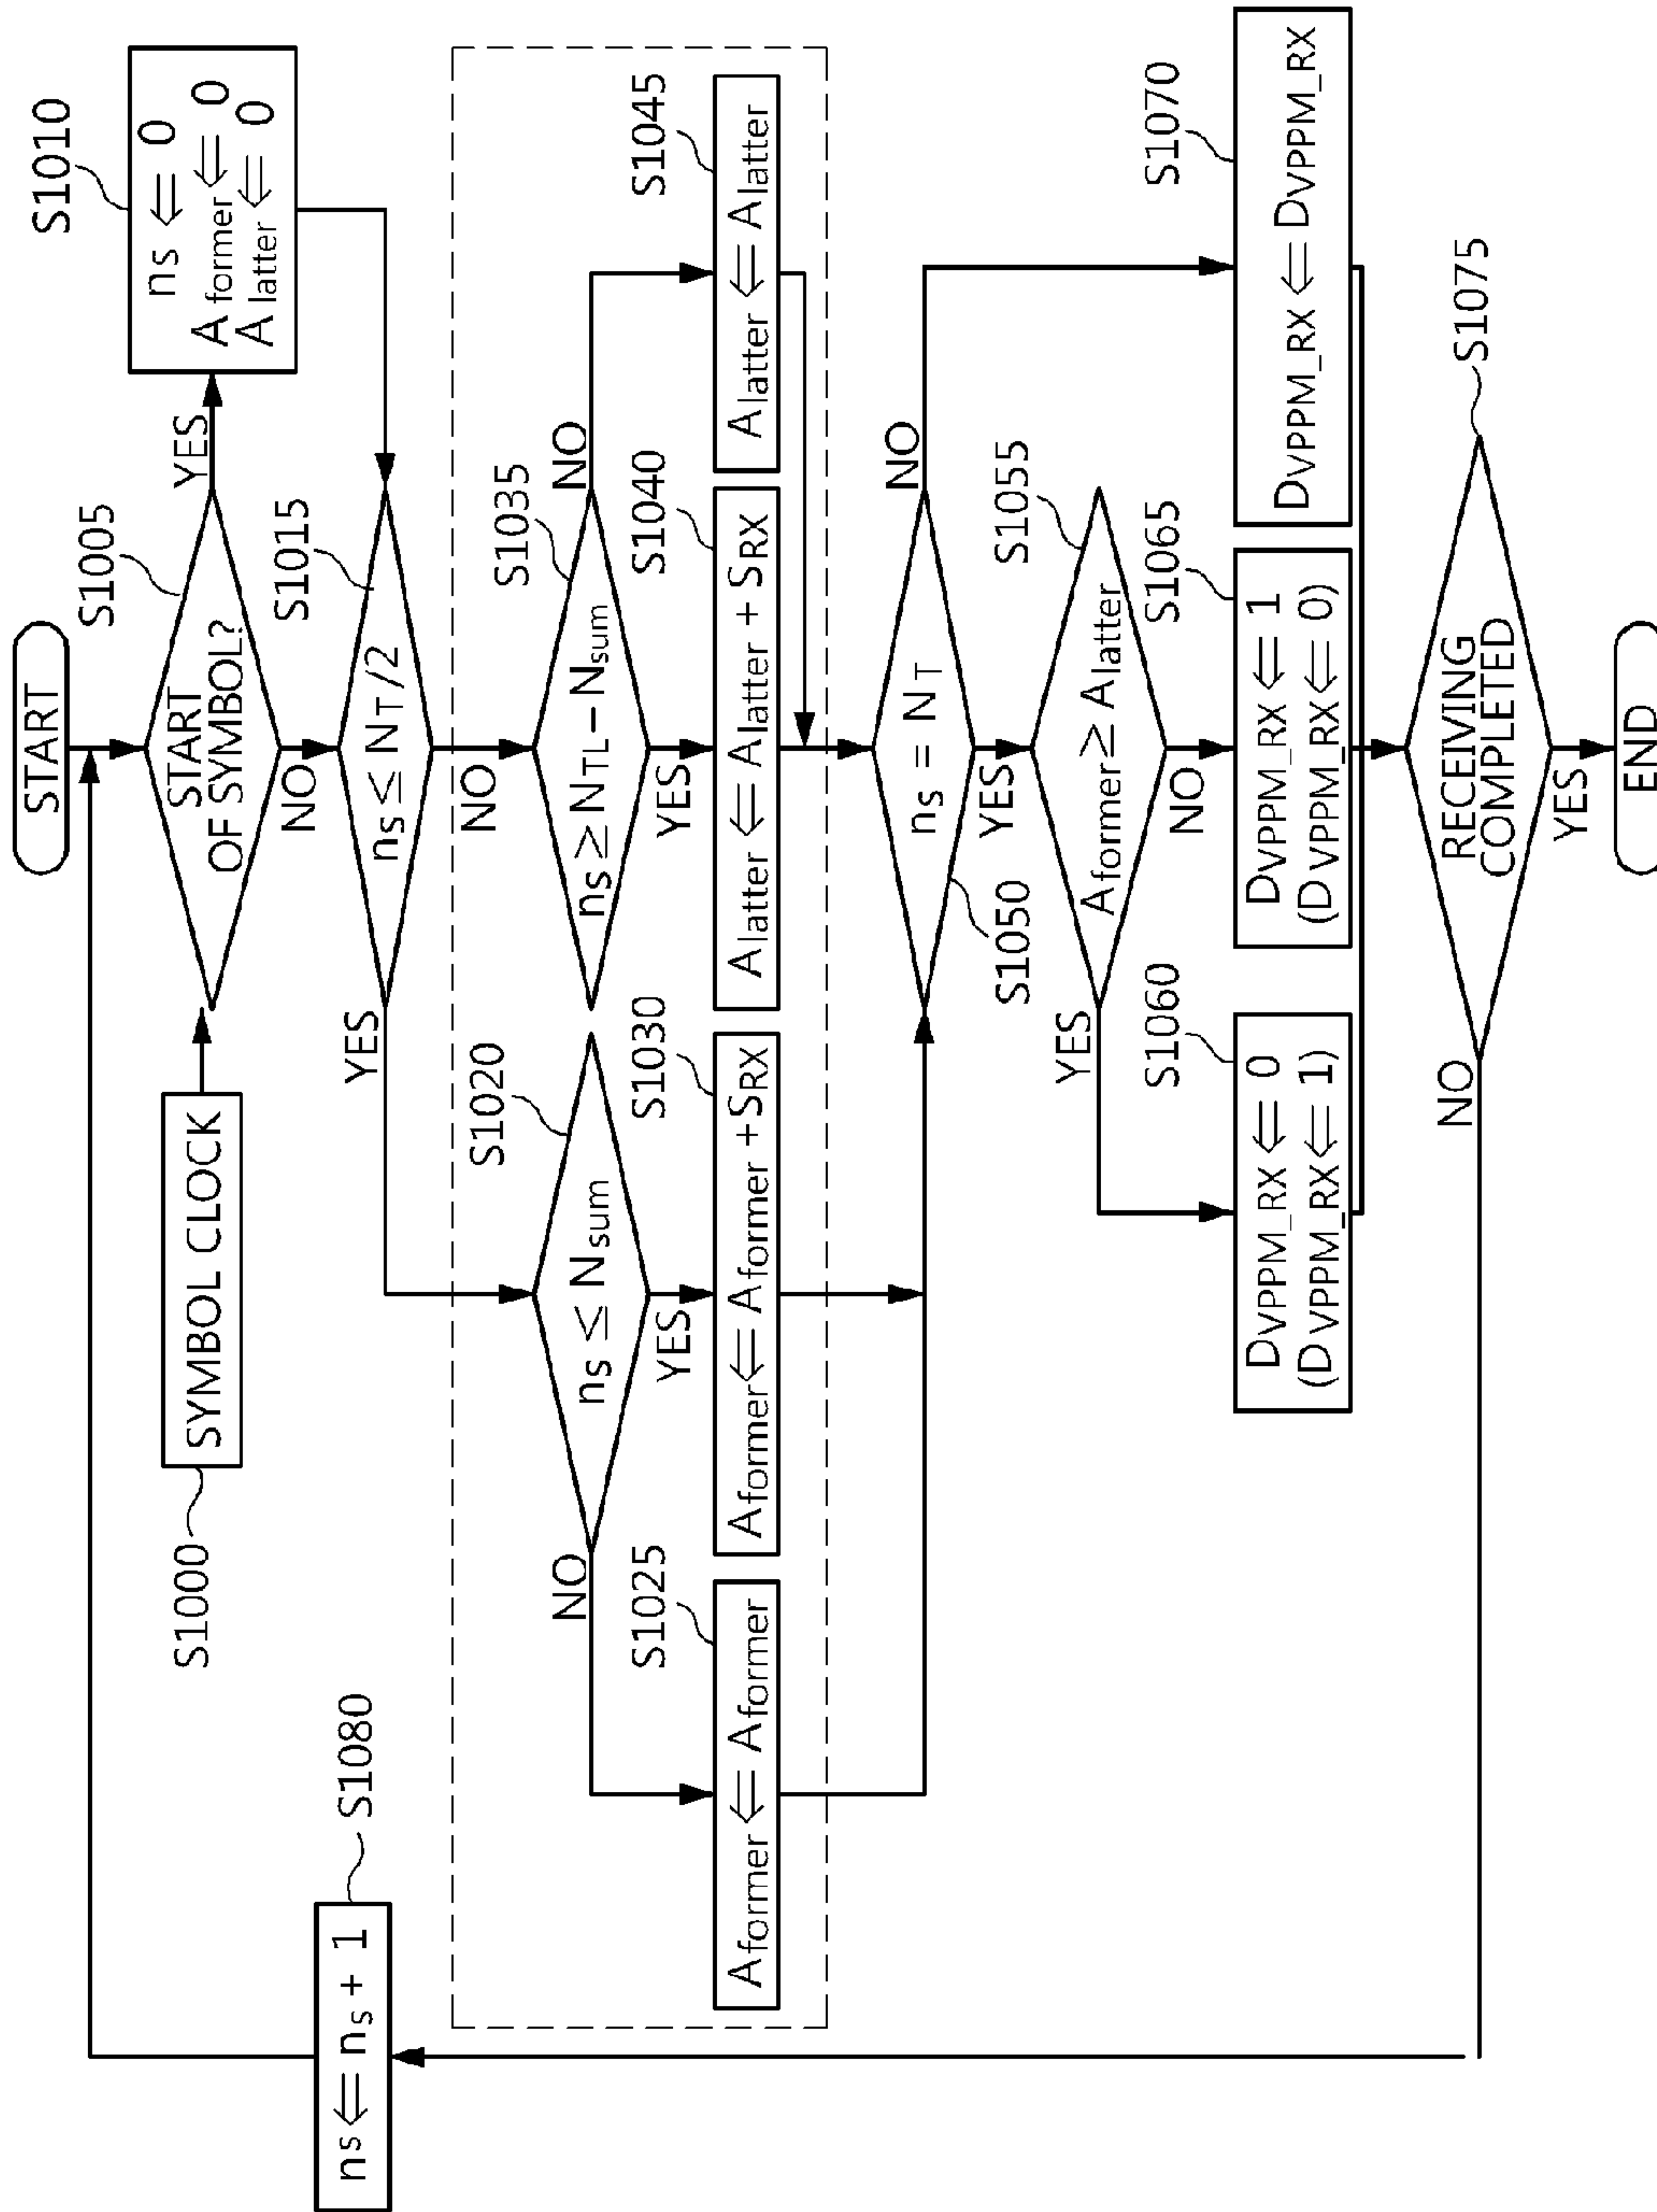 START
S1005
START
OF SYMBOL?
YES
NO
S1010
ns ⇐ 0
Aformer ⇐ 0
Alatter ⇐ 0
SYMBOL CLOCK
S1000
S1015
ns ≤ NT/2
YES
NO
S1080
ns ⇐ ns + 1
S1020
ns ≤ Nsum
NO
YES
S1035
ns ≥ NTL − Nsum
YES
NO
S1025
Aformer ⇐ Aformer
S1030
Aformer ⇐ Aformer + SRX
S1040
Alatter ⇐ Alatter + SRX
S1045
Alatter ⇐ Alatter
ns = NT
S1050
YES
NO
S1055
Aformer ≥ Alatter
YES
NO
S1060
DVPPM_RX ⇐ 0
(DVPPM_RX ⇐ 1)
S1065
DVPPM_RX ⇐ 1
(DVPPM_RX ⇐ 0)
S1070
DVPPM_RX ⇐ DVPPM_RX
S1075
RECEIVING
COMPLETED
NO
YES
END